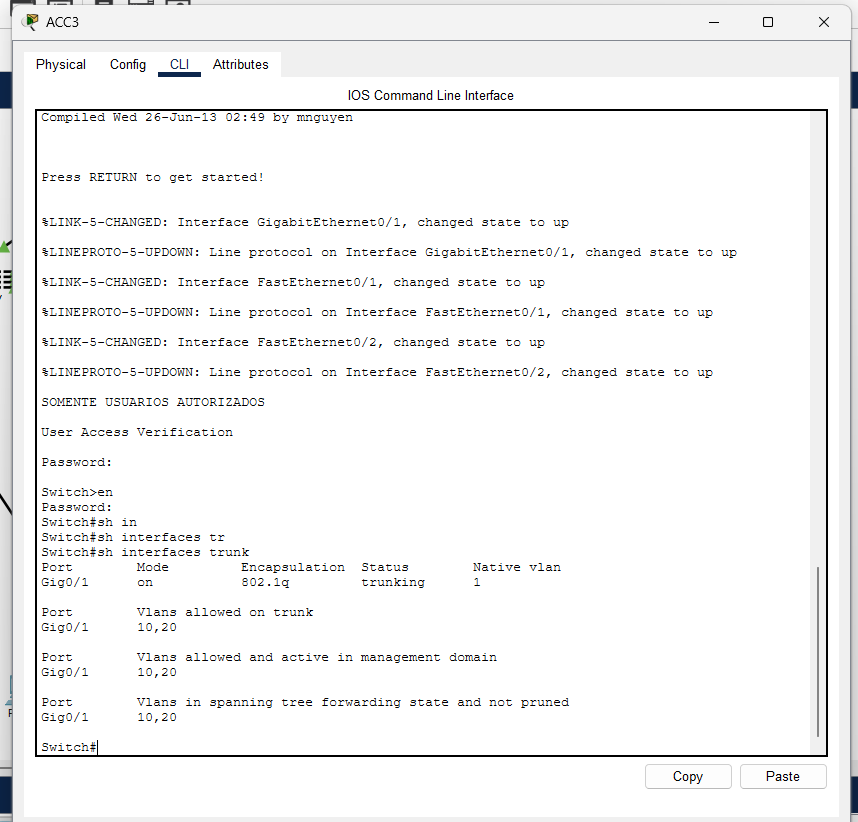 ACC3
Physical Config CLI Attributes
IOS Command Line Interface
Compiled Wed 26-Jun-13 02:49 by mnguyen
Press RETURN to get started!
%LINK-5-CHANGED: Interface GigabitEthernet0/1, changed state to up
%LINEPROTO-5-UPDOWN: Line protocol on Interface GigabitEthernet0/1, changed state to up
%LINK-5-CHANGED: Interface FastEthernet0/1, changed state to up
%LINEPROTO-5-UPDOWN: Line protocol on Interface FastEthernet0/1, changed state to up
%LINK-5-CHANGED: Interface FastEthernet0/2, changed state to up
%LINEPROTO-5-UPDOWN: Line protocol on Interface FastEthernet0/2, changed state to up
SOMENTE USUARIOS AUTORIZADOS
User Access Verification
Password:
Switch>en
Password:
Switch#sh in
Switch#sh interfaces tr
Switch#sh interfaces trunk
Port Mode Encapsulation Status Native vlan
Gig0/1 on 802.1q trunking 1
Port Vlans allowed on trunk
Gig0/1 10,20
Port Vlans allowed and active in management domain
Gig0/1 10,20
Port Vlans in spanning tree forwarding state and not pruned
Gig0/1 10,20
Switch#
Copy Paste